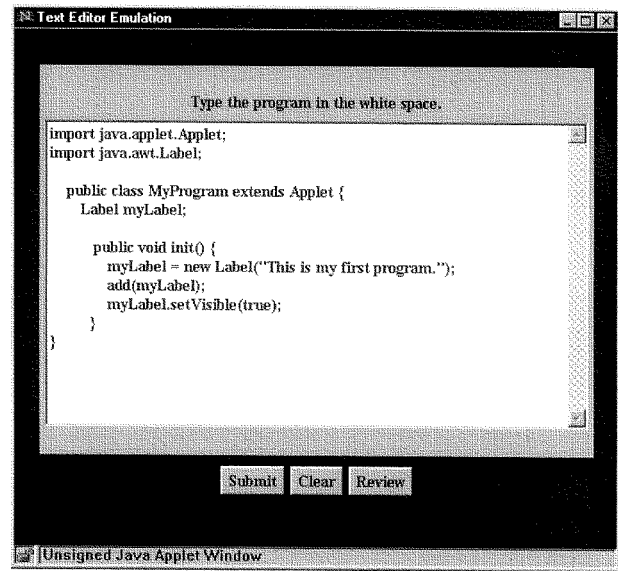 Text Editor Emulation
Type the program in the white space.
import java.applet.Applet;
import java.awt.Label;
public class MyProgram extends Applet {
Label myLabel;
public void init() {
myLabel = new Label("This is my first program.");
add(myLabel);
myLabel.setVisible(true);
}
}
Submit Clear Review
Unsigned Java Applet Window